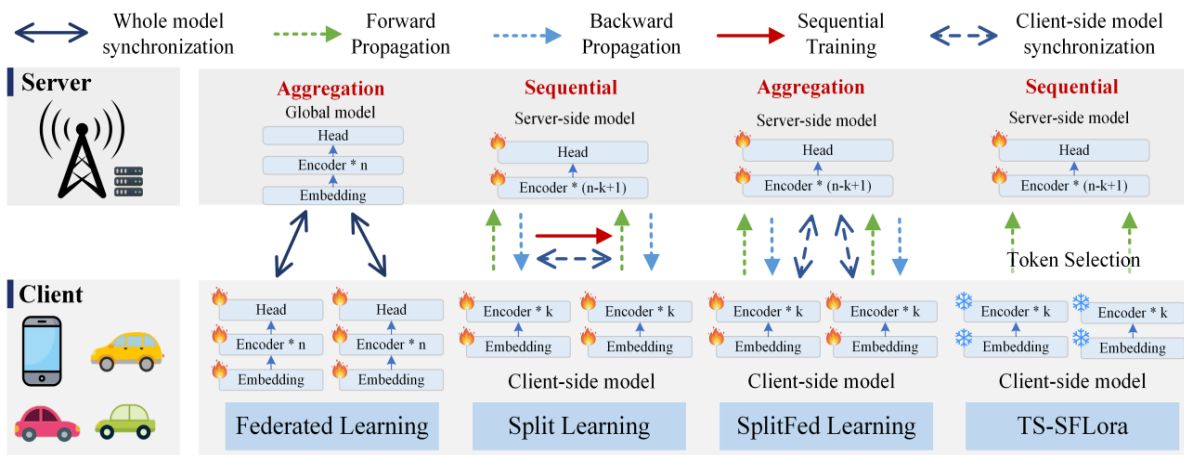 Whole model
synchronization
Forward
Propagation
Backward
Propagation
Sequential
Training
Client-side model
synchronization
Server
Aggregation
Global model
Head
Encoder * n
Embedding
Sequential
Server-side model
Head
Encoder * (n-k+1)
Aggregation
Server-side model
Head
Encoder * (n-k+1)
Sequential
Server-side model
Head
Encoder * (n-k+1)
Token Selection
Client
Head
Encoder * n
Embedding
Head
Encoder * n
Embedding
Federated Learning
Encoder * k
Embedding
Encoder * k
Embedding
Client-side model
Split Learning
Encoder * k
Embedding
Encoder * k
Embedding
Client-side model
SplitFed Learning
Encoder * k
Embedding
Encoder * k
Embedding
Client-side model
TS-SFLora